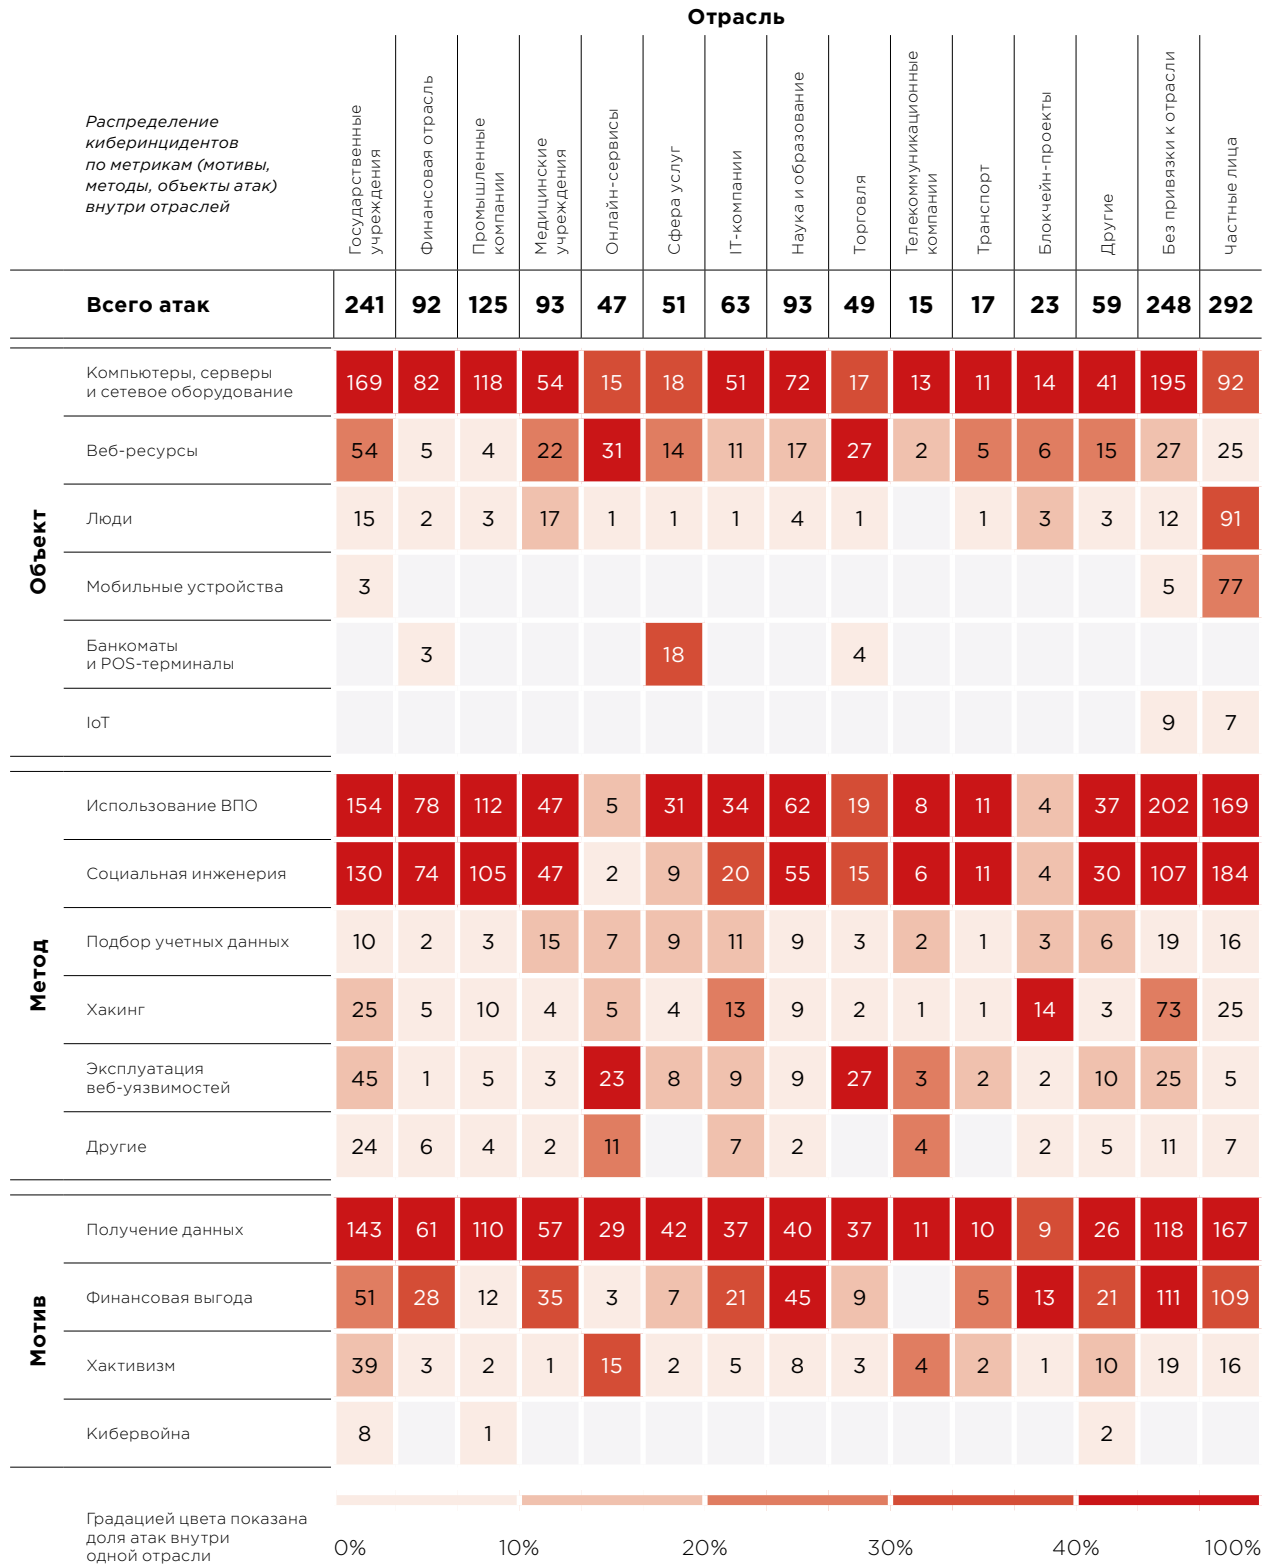 Отрасль
Распределение
киберинцидентов
по метрикам (мотивы,
методы, объекты атак)
внутри отраслей
Государственные
учреждения
Финансовая отрасль
Промышленные
компании
Медицинские
учреждения
Онлайн-сервисы
Сфера услуг
IT-компании
Наука и образование
Торговля
Телекоммуникационные
компании
Транспорт
Блокчейн-проекты
Другие
Без привязки к отрасли
Частные лица
Всего атак 241 92 125 93 47 51 63 93 49 15 17 23 59 248 292
Объект
Компьютеры, серверы
и сетевое оборудование 169 82 118 54 15 18 51 72 17 13 11 14 41 195 92
Веб-ресурсы 54 5 4 22 31 14 11 17 27 2 5 6 15 27 25
Люди 15 2 3 17 1 1 1 4 1 1 3 3 12 91
Мобильные устройства 3 5 77
Банкоматы
и POS-терминалы 3 18 4
IoT 9 7
Метод
Использование ВПО 154 78 112 47 5 31 34 62 19 8 11 4 37 202 169
Социальная инженерия 130 74 105 47 2 9 20 55 15 6 11 4 30 107 184
Подбор учетных данных 10 2 3 15 7 9 11 9 3 2 1 3 6 19 16
Хакинг 25 5 10 4 5 4 13 9 2 1 1 14 3 73 25
Эксплуатация
веб-уязвимостей 45 1 5 3 23 8 9 9 27 3 2 2 10 25 5
Другие 24 6 4 2 11 7 2 4 2 5 11 7
Мотив
Получение данных 143 61 110 57 29 42 37 40 37 11 10 9 26 118 167
Финансовая выгода 51 28 12 35 3 7 21 45 9 5 13 21 111 109
Хактивизм 39 3 2 1 15 2 5 8 3 4 2 1 10 19 16
Кибервойна 8 1 2
Градацией цвета показана
доля атак внутри
одной отрасли
0% 10% 20% 30% 40% 100%